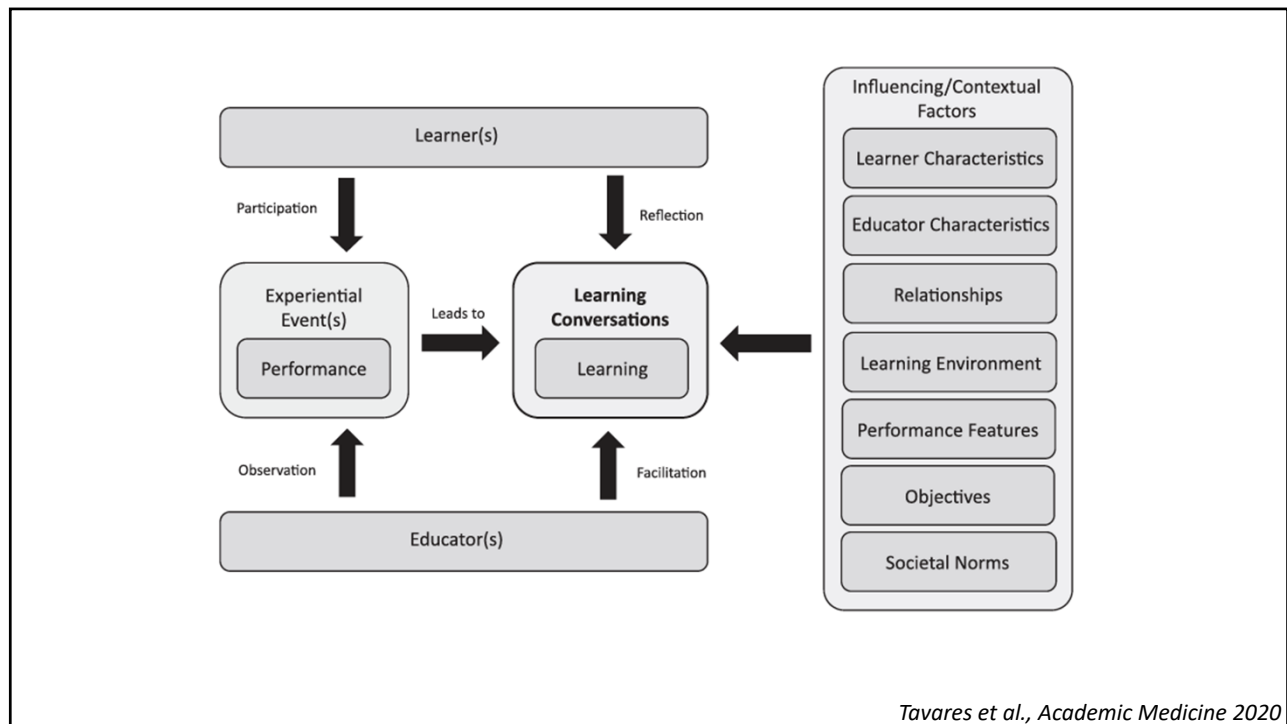 Learner(s)
Participation
Reflection
Experiential
Event(s)
Performance
Leads to
Learning
Conversations
Learning
Observation
Facilitation
Educator(s)
Influencing/Contextual
Factors
Learner Characteristics
Educator Characteristics
Relationships
Learning Environment
Performance Features
Objectives
Societal Norms
Tavares et al., Academic Medicine 2020